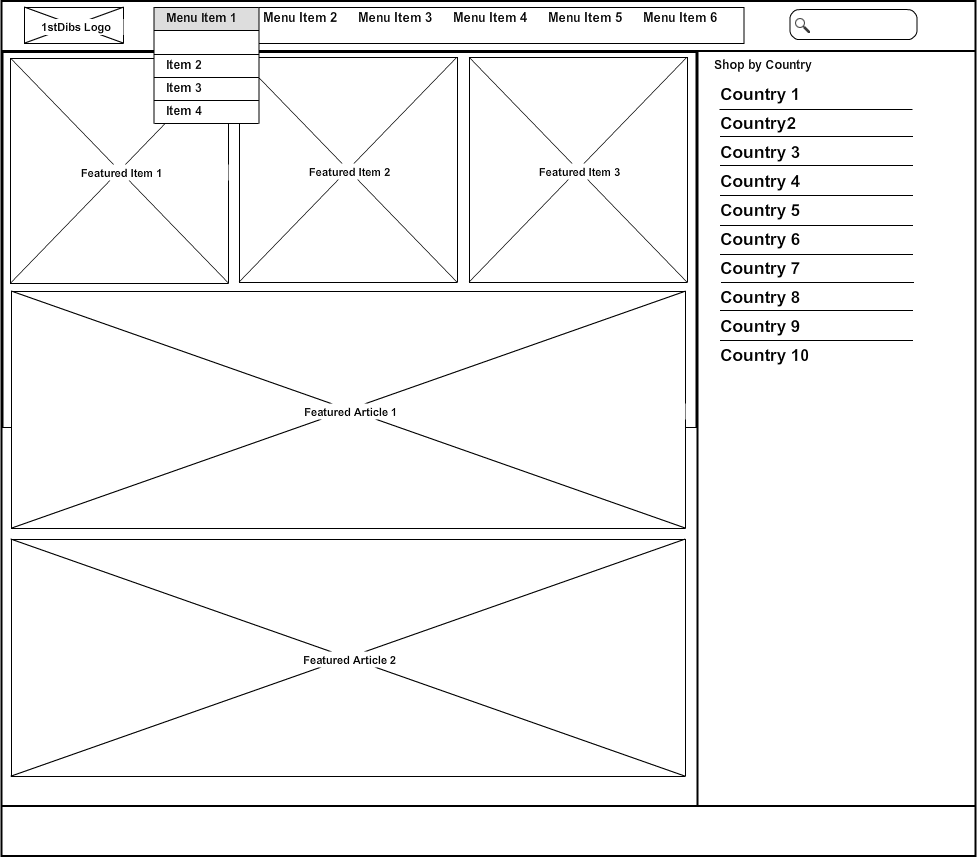 1stDibs Logo
Menu Item 1 Menu Item 2 Menu Item 3 Menu Item 4 Menu Item 5 Menu Item 6
Item 2
Item 3
Item 4
Featured Item 1
Featured Item 2
Featured Item 3
Featured Article 1
Featured Article 2
Shop by Country
Country 1
Country2
Country 3
Country 4
Country 5
Country 6
Country 7
Country 8
Country 9
Country 10